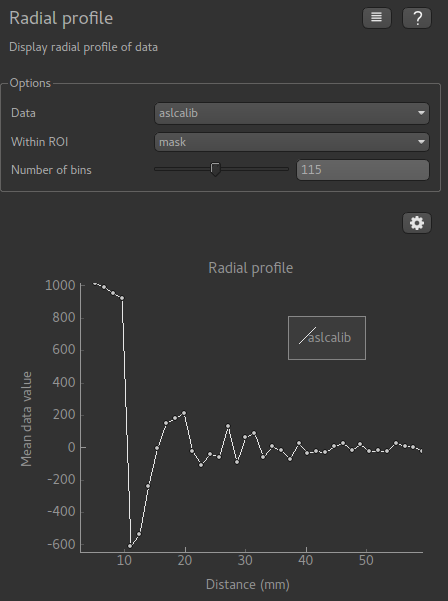 Radial profile
?
Display radial profile of data
Options
Data
aslcalib
Within ROI
mask
Number of bins
115
Radial profile
1000
800
600
400
200
0
-200
-400
-600
Mean data value
aslcalib
10
20
30
40
50
Distance (mm)